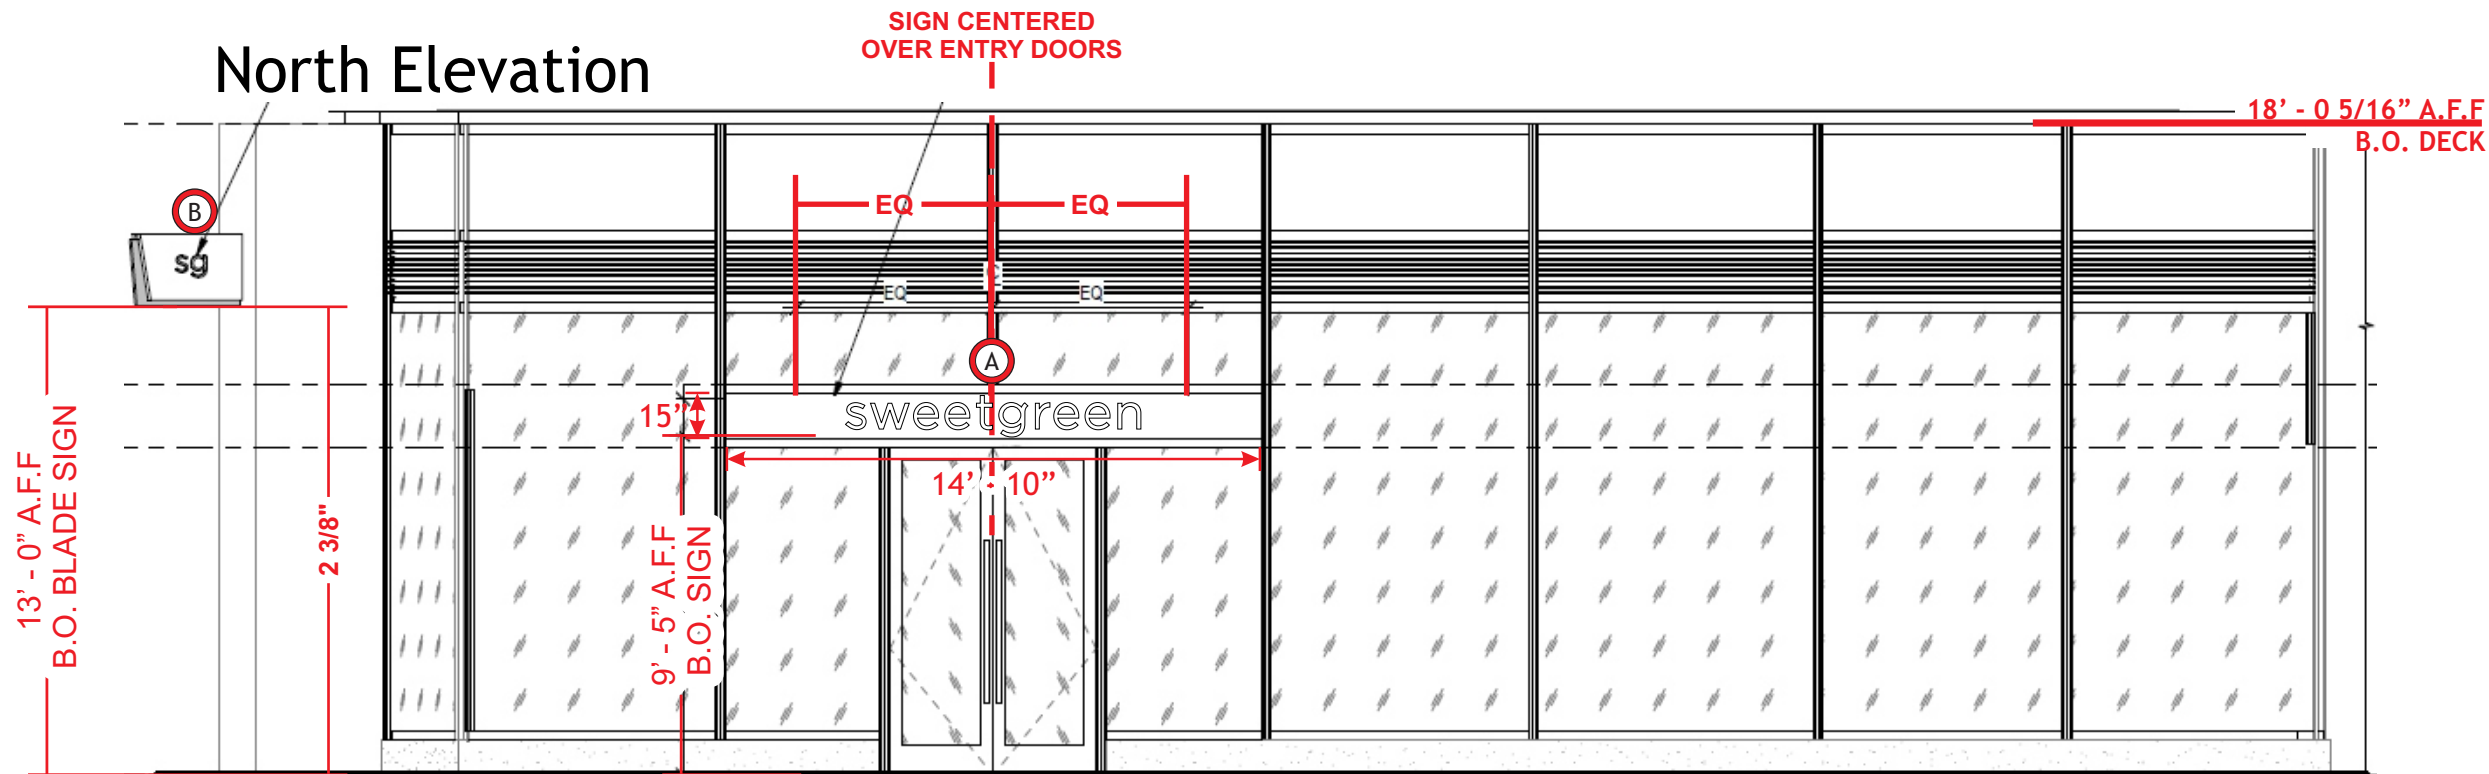 SIGN CENTERED
OVER ENTRY DOORS
North Elevation
18’ - 0 5/16” A.F.F
B.O. DECK
B
EQ
EQ
sg
EQ
EQ
A
15”
sweetgreen
14’ - 10”
13’ - 0” A.F.F
B.O. BLADE SIGN
2 3/8"
9’ - 5” A.F.F
B.O. SIGN